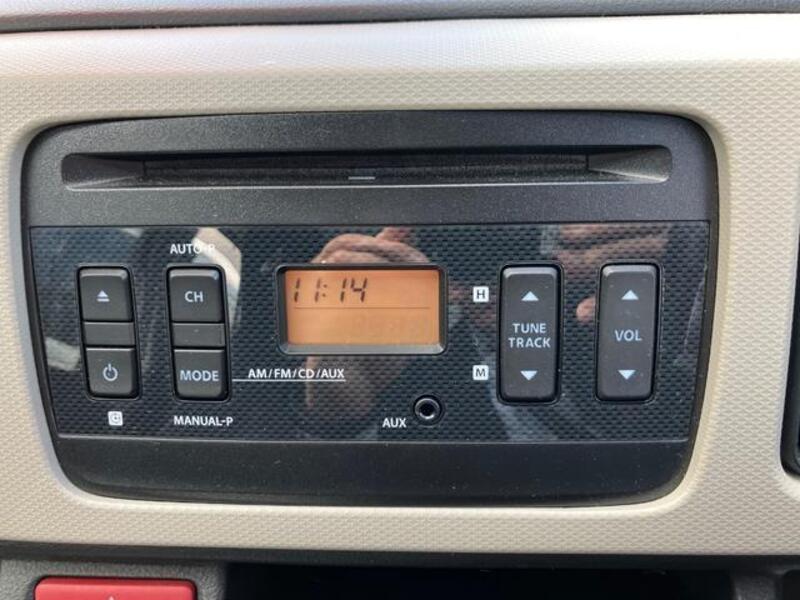 AUTO-P
CH
11:14
H
TUNE
TRACK
VOL
MODE
AM/FM/CD/AUX
M
MANUAL-P
AUX